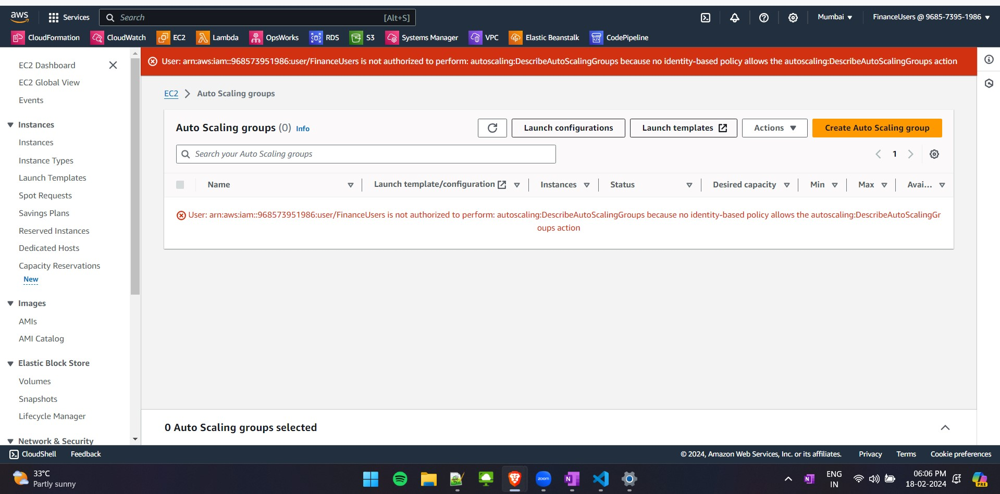 aws
Services
Search
[Alt+S]
Mumbai
FinanceUsers @ 9685-7395-1986
CloudFormation
CloudWatch
EC2
Lambda
OpsWorks
RDS
S3
Systems Manager
VPC
Elastic Beanstalk
CodePipeline
EC2 Dashboard
EC2 Global View
Events
Instances
Instances
Instance Types
Launch Templates
Spot Requests
Savings Plans
Reserved Instances
Dedicated Hosts
Capacity Reservations
New
Images
AMIs
AMI Catalog
Elastic Block Store
Volumes
Snapshots
Lifecycle Manager
Network & Security
User: arn:aws:iam::968573951986:user/FinanceUsers is not authorized to perform: autoscaling:DescribeAutoScalingGroups because no identity-based policy allows the autoscaling:DescribeAutoScalingGroups action
EC2
Auto Scaling groups
Auto Scaling groups (0) Info
Launch configurations
Launch templates
Actions
Create Auto Scaling group
Search your Auto Scaling groups
1
Name
Launch template/configuration
Instances
Status
Desired capacity
Min
Max
Avai...
User: arn:aws:iam::968573951986:user/FinanceUsers is not authorized to perform: autoscaling:DescribeAutoScalingGroups because no identity-based policy allows the autoscaling:DescribeAutoScalingGr
oups action
0 Auto Scaling groups selected
CloudShell
Feedback
© 2024, Amazon Web Services, Inc. or its affiliates.
Privacy
Terms
Cookie preferences
33°C
Partly sunny
zoom
N
N
ENG
IN
06:06 PM
18-02-2024
PRE